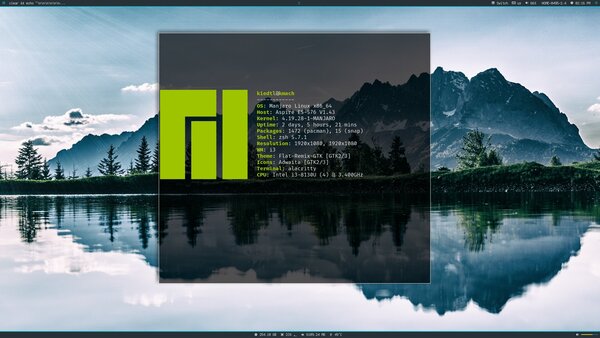 kiedtl@kmach
------------
OS: Manjaro Linux x86_64
Host: Aspire E5-576 V1.43
Kernel: 4.19.28-1-MANJARO
Uptime: 2 days, 5 hours, 21 mins
Packages: 1472 (pacman), 15 (snap)
Shell: zsh 5.7.1
Resolution: 1920x1080, 1920x1080
WM: i3
Theme: Flat-Remix-GTK [GTK2/3]
Icons: Adwaita [GTK2/3]
Terminal: alacritty
CPU: Intel i3-8130U (4) @ 3.400GHz